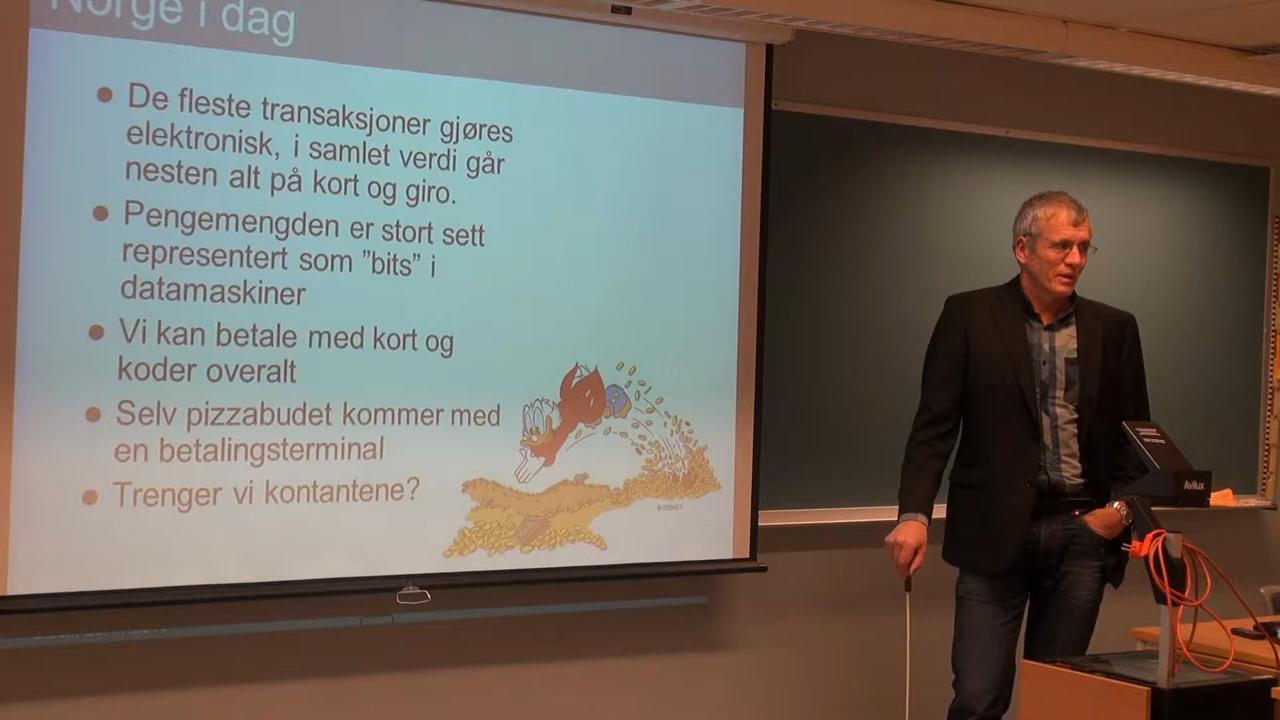 Norge i dag
De fleste transaksjoner gjøres
elektronisk, i samlet verdi går
nesten alt på kort og giro.
Pengemengden er stort sett
representert som ”bits” i
datamaskiner
Vi kan betale med kort og
koder overalt
Selv pizzabudet kommer med
en betalingsterminal
Trenger vi kontantene?
© DISNEY
Avilux